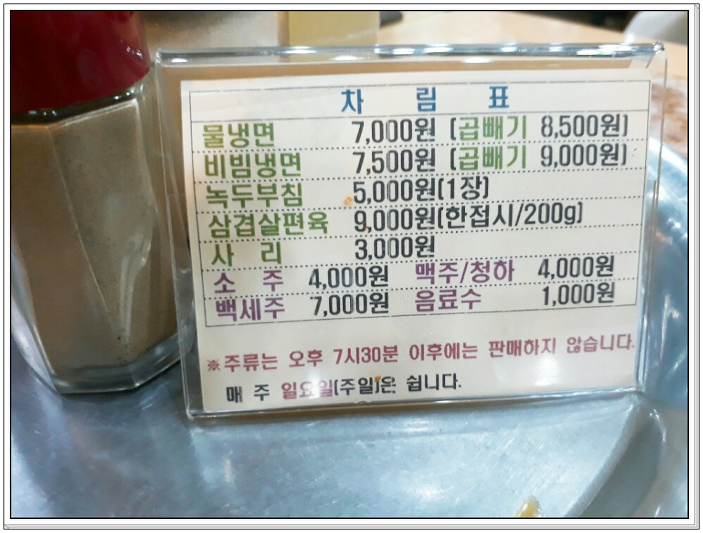 차 림 표
물냉면 7,000원 (곱빼기 8,500원)
비빔냉면 7,500원 (곱빼기 9,000원)
녹두부침 5,000원(1장)
삼겹살편육 9,000원(한접시/200g)
사 리 3,000원
소 주 4,000원 맥주/청하 4,000원
백세주 7,000원 음료수 1,000원
※주류는 오후 7시30분 이후에는 판매하지 않습니다.
매 주 일요일(주일)은 쉽니다.